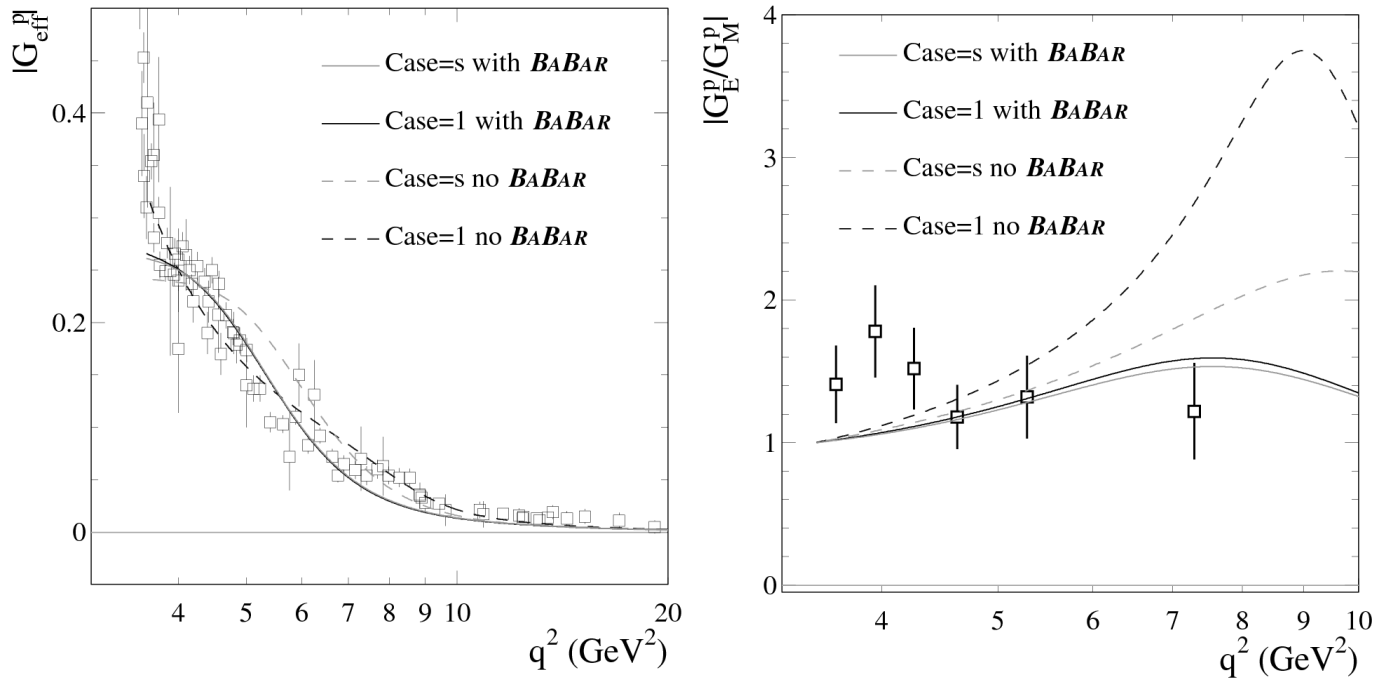 |G_eff^p|
0.4
0.2
0
Case=s with BABAR
Case=1 with BABAR
Case=s no BABAR
Case=1 no BABAR
4 5 6 7 8 9 10 20
q^2 (GeV^2)
|G_E^p/G_M^p|
4
3
2
1
0
Case=s with BABAR
Case=1 with BABAR
Case=s no BABAR
Case=1 no BABAR
4 5 6 7 8 9 10
q^2 (GeV^2)